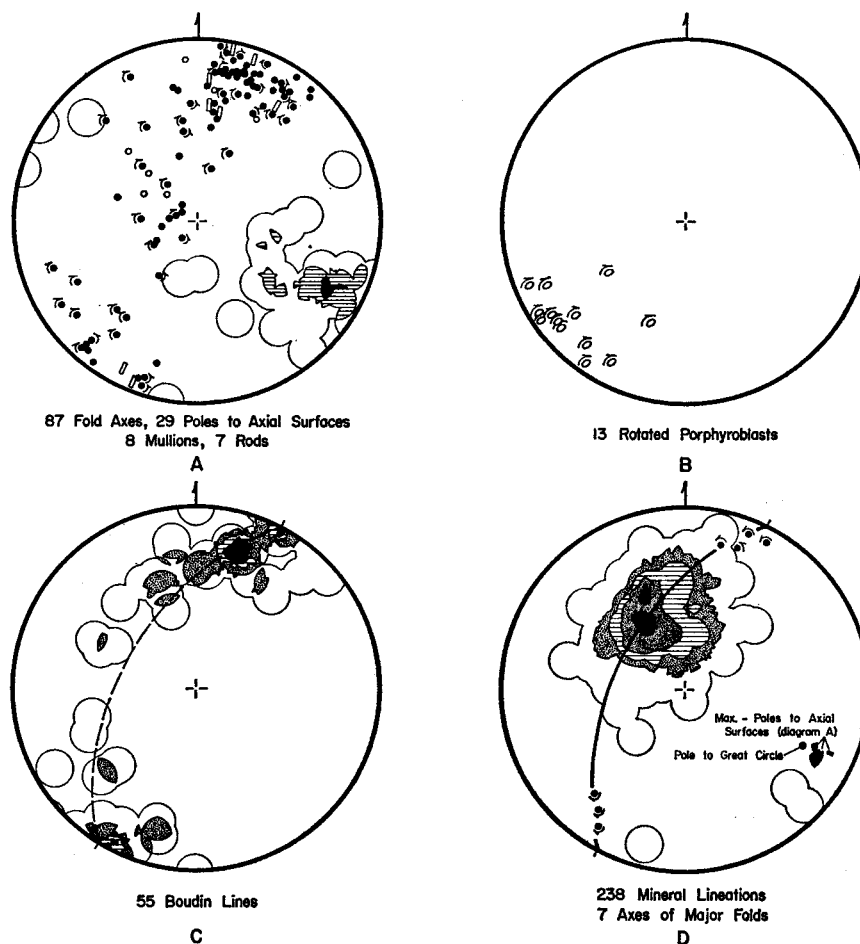 87 Fold Axes, 29 Poles to Axial Surfaces
8 Mullions, 7 Rods
A
13 Rotated Porphyroblasts
B
55 Boudin Lines
C
Max. - Poles to Axial
Surfaces (diagram A)
Pole to Great Circle
238 Mineral Lineations
7 Axes of Major Folds
D